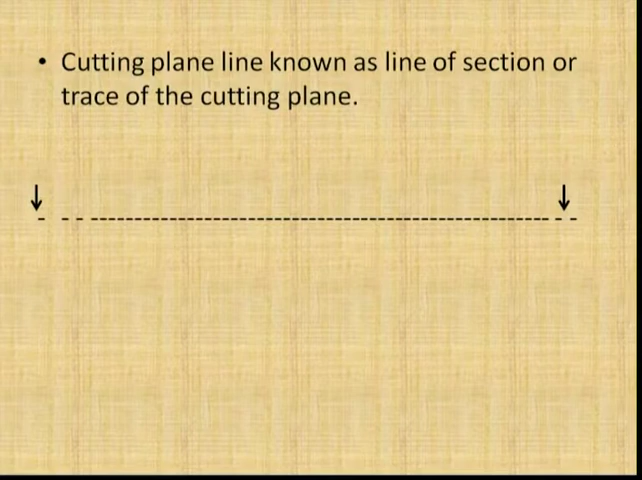 • Cutting plane line known as line of section or
trace of the cutting plane.